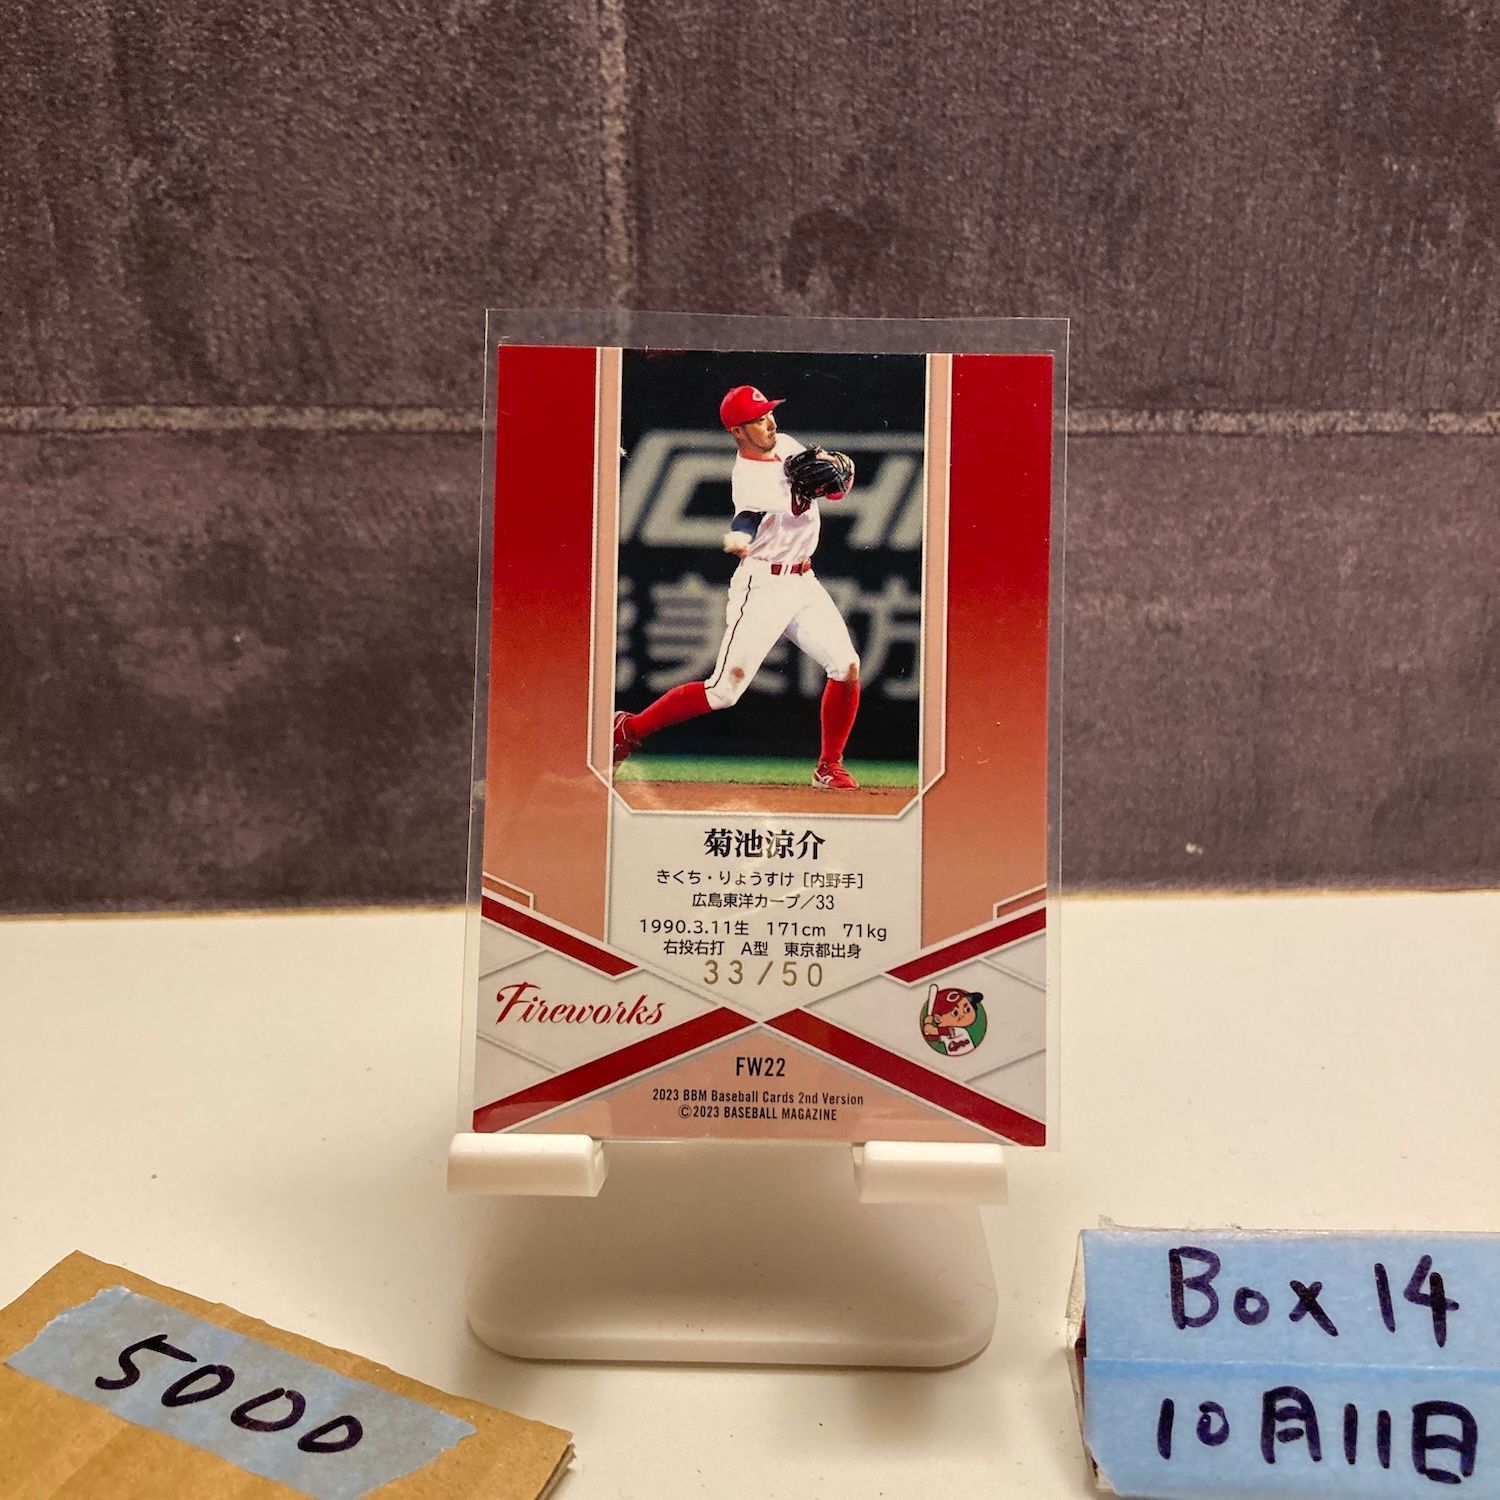 菊池涼介
きくち・りょうすけ［内野手］
広島東洋カープ／33
1990.3.11生 171cm 71kg
右投右打 A型 東京都出身
33/50
Fireworks
FW22
2023 BBM Baseball Cards 2nd Version
©2023 BASEBALL MAGAZINE
5000
Box 14
10月11日